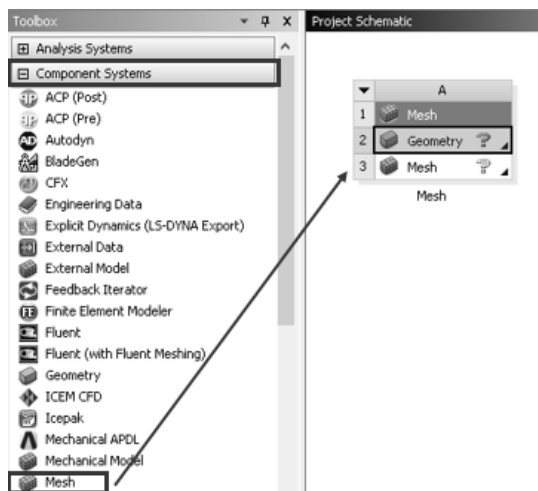 Toolbox
Analysis Systems
Component Systems
ACP (Post)
ACP (Pre)
Autodyn
BladeGen
CFX
Engineering Data
Explicit Dynamics (LS-DYNA Export)
External Data
External Model
Feedback Iterator
Finite Element Modeler
Fluent
Fluent (with Fluent Meshing)
Geometry
ICEM CFD
Icepak
Mechanical APDL
Mechanical Model
Mesh
Project Schematic
A
1 Mesh
2 Geometry ?
3 Mesh ?
Mesh